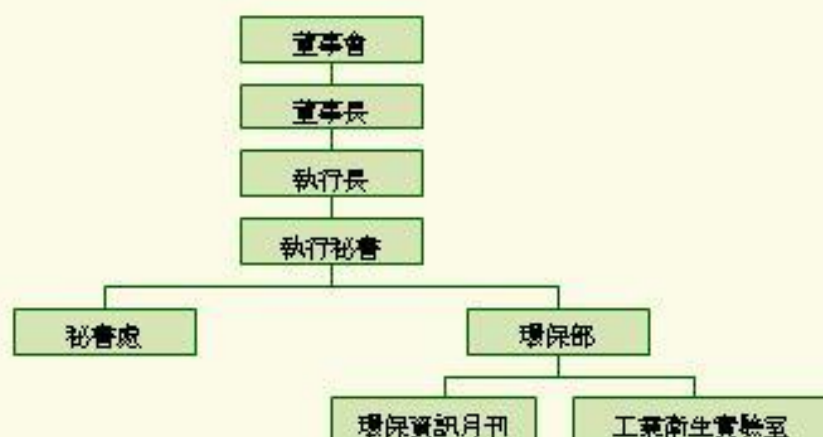 董事會
董事長
執行長
執行秘書
秘書處
環保部
環保資訊月刊
工業衛生實驗室